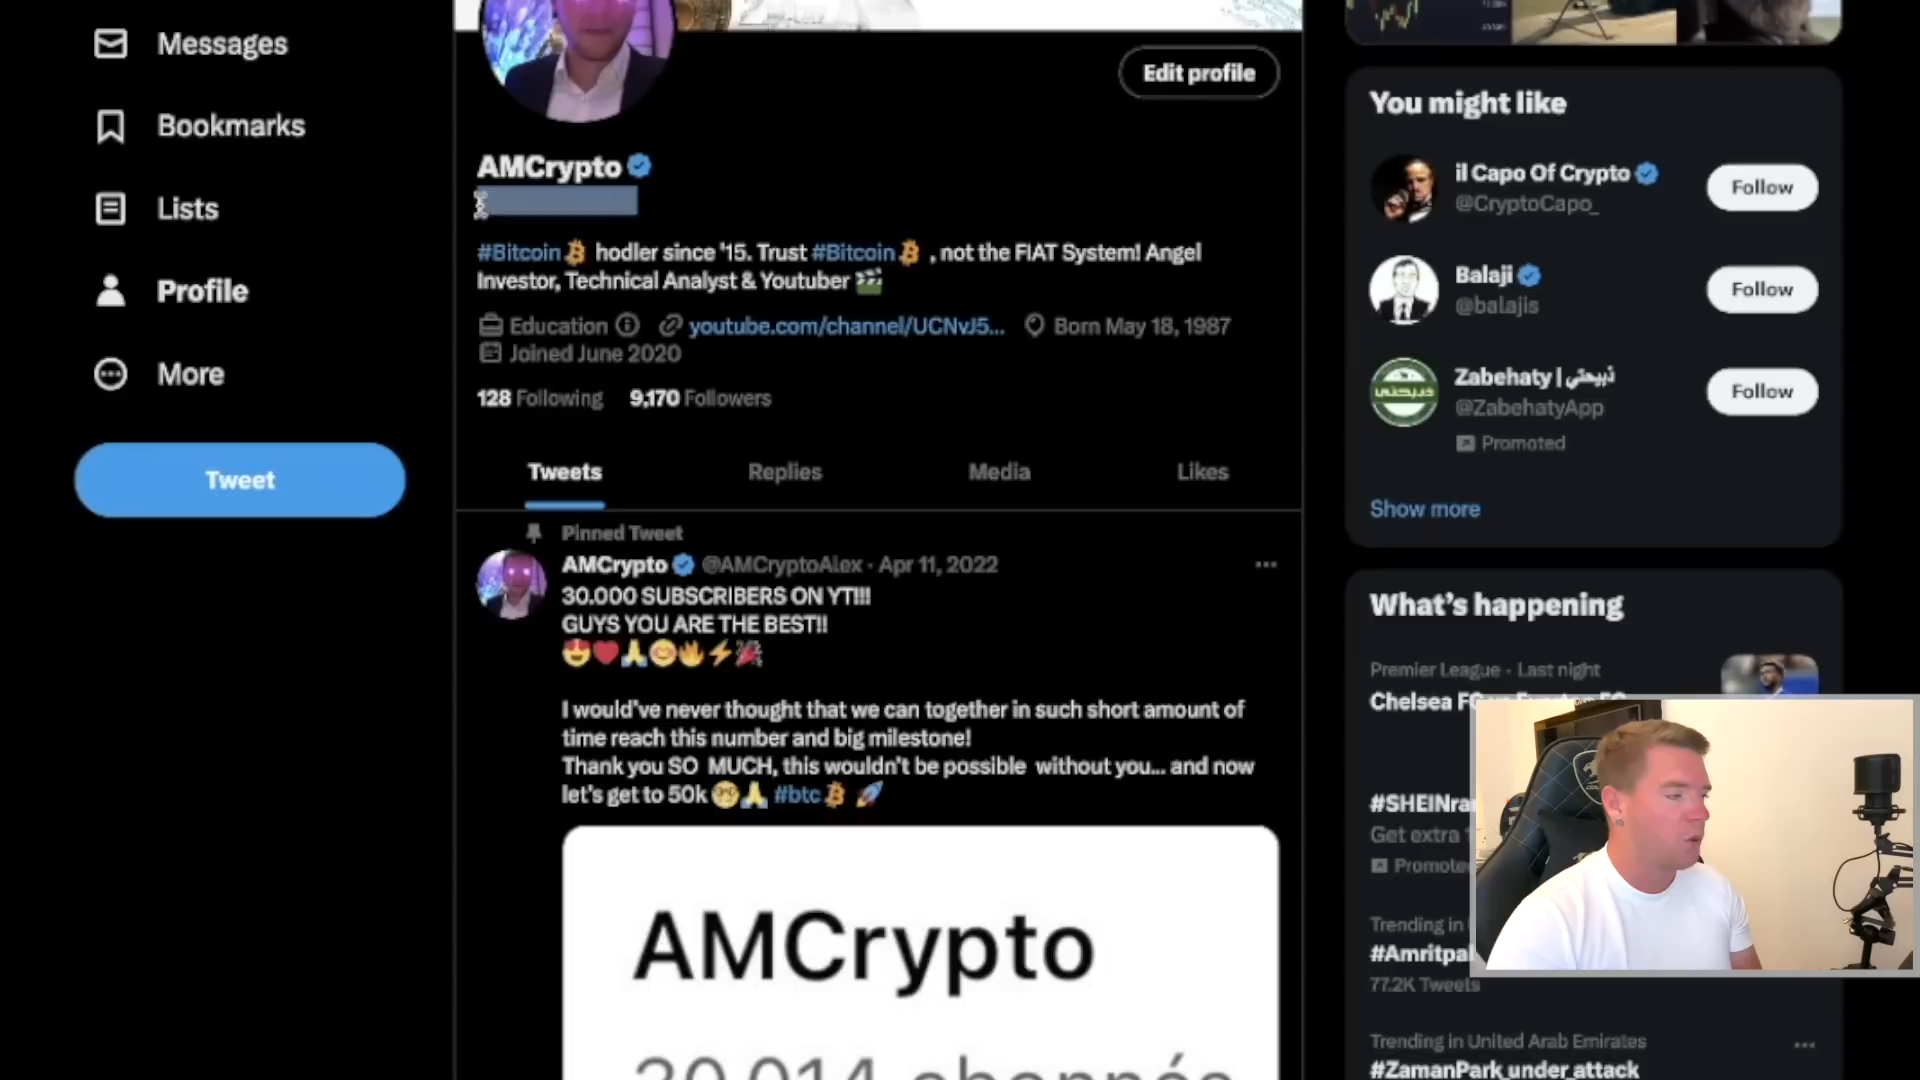 Messages
Bookmarks
Lists
Profile
More
Tweet
Edit profile
AMCrypto
#Bitcoin hodler since '15. Trust #Bitcoin , not the FIAT System! Angel
Investor, Technical Analyst & Youtuber
Education youtube.com/channel/UCNvJ5... Born May 18, 1987
Joined June 2020
128 Following 9,170 Followers
Tweets Replies Media Likes
Pinned Tweet
AMCrypto @AMCryptoAlex · Apr 11, 2022
30.000 SUBSCRIBERS ON YT!!!
GUYS YOU ARE THE BEST!!
I would've never thought that we can together in such short amount of
time reach this number and big milestone!
Thank you SO MUCH, this wouldn't be possible without you... and now
let's get to 50k #btc
AMCrypto
30 014 abonnés
You might like
il Capo Of Crypto
@CryptoCapo_
Follow
Balaji
@balajis
Follow
Zabehaty | ذبيحتي
@ZabehatyApp
Follow
Promoted
Show more
What's happening
Premier League · Last night
Chelsea
Get extra
Trending in
#Amritpal
77.2K Tweets
Trending in United Arab Emirates
#ZamanPark_under_attack